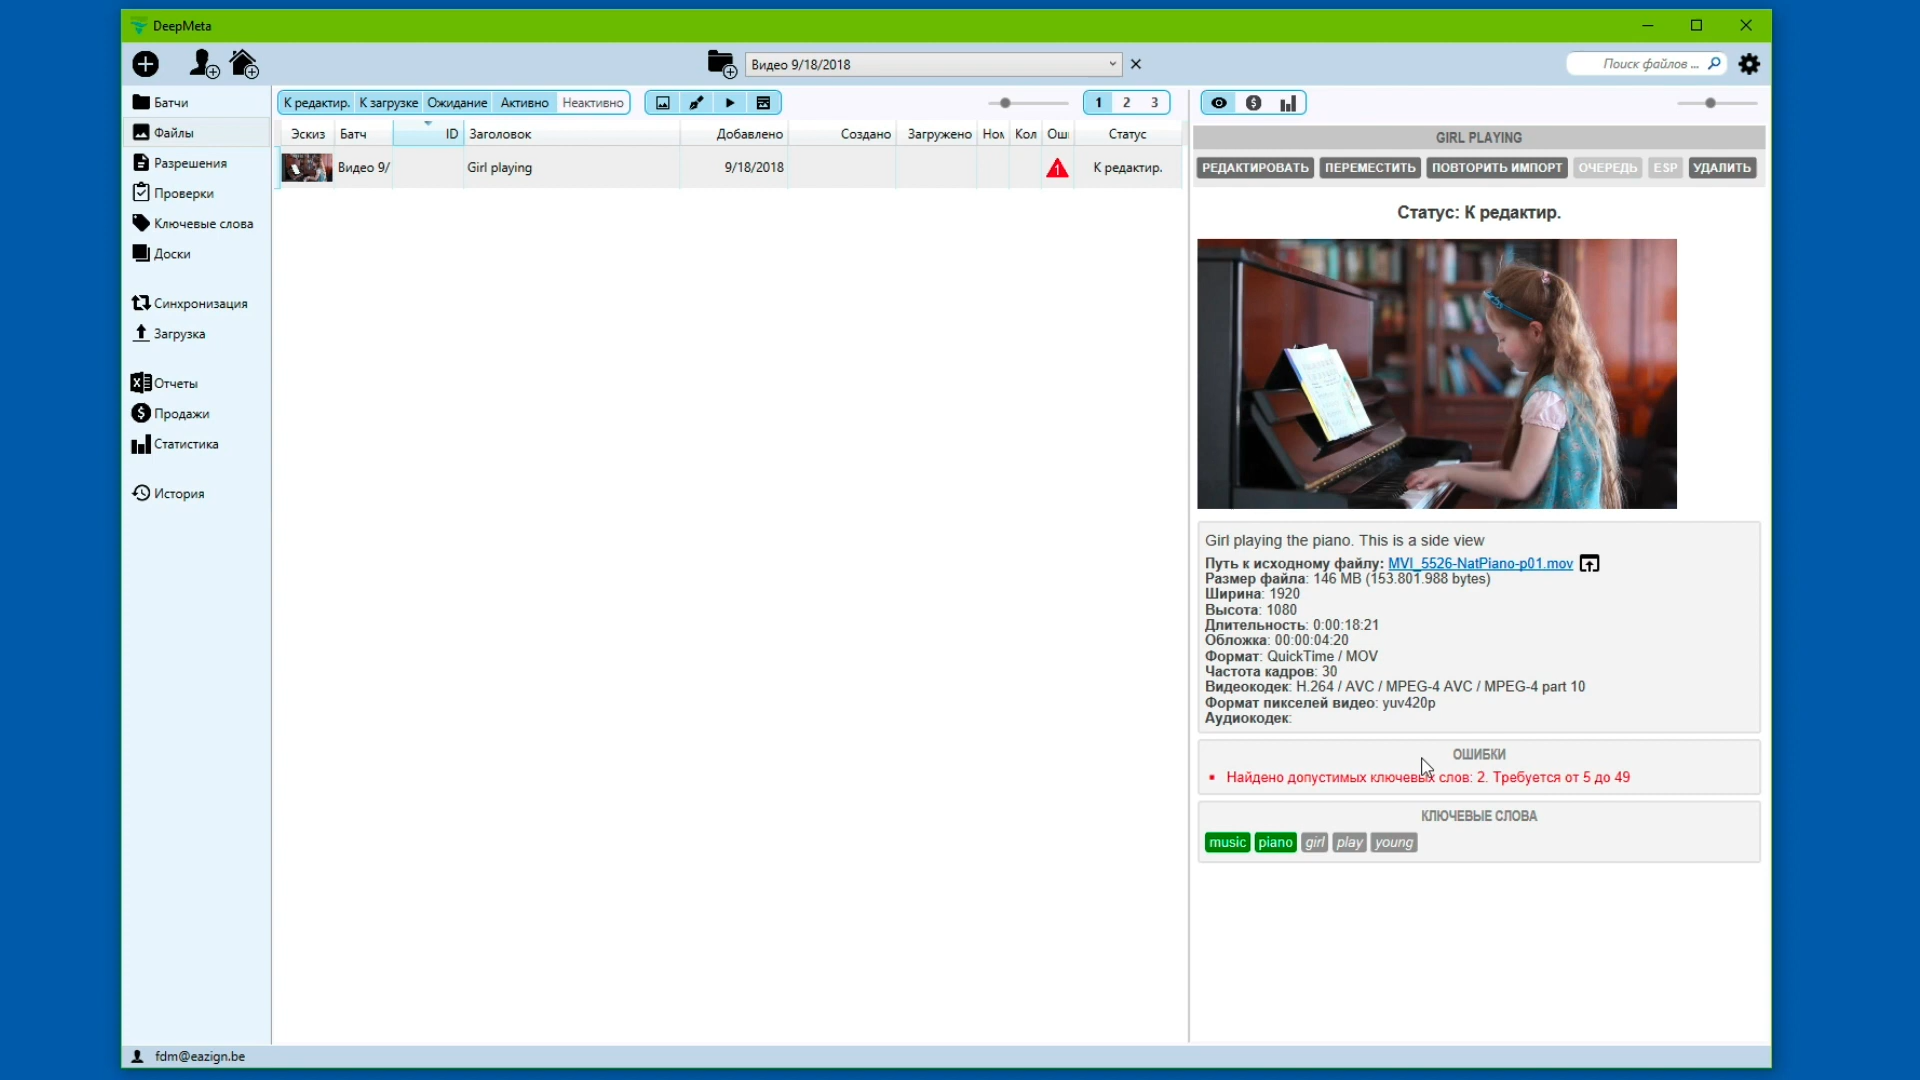 DeepMeta
Видео 9/18/2018
Поиск файлов ...
Батчи
Файлы
Разрешения
Проверки
Ключевые слова
Доски
Синхронизация
Загрузка
Отчеты
Продажи
Статистика
История
К редактир. К загрузке Ожидание Активно Неактивно
1 2 3
Эскиз Батч ID Заголовок Добавлено Создано Загружено Ном Кол Оши Статус
Видео 9/ Girl playing 9/18/2018 1 К редактир.
GIRL PLAYING
РЕДАКТИРОВАТЬ ПЕРЕМЕСТИТЬ ПОВТОРИТЬ ИМПОРТ ОЧЕРЕДЬ ESP УДАЛИТЬ
Статус: К редактир.
Girl playing the piano. This is a side view
Путь к исходному файлу: MVI_5526-NatPiano-p01.mov
Размер файла: 146 MB (153.801.988 bytes)
Ширина: 1920
Высота: 1080
Длительность: 0:00:18:21
Обложка: 00:00:04:20
Формат: QuickTime / MOV
Частота кадров: 30
Видеокодек: H.264 / AVC / MPEG-4 AVC / MPEG-4 part 10
Формат пикселей видео: yuv420p
Аудиокодек:
ОШИБКИ
Найдено допустимых ключевых слов: 2. Требуется от 5 до 49
КЛЮЧЕВЫЕ СЛОВА
music piano girl play young
fdm@eazign.be